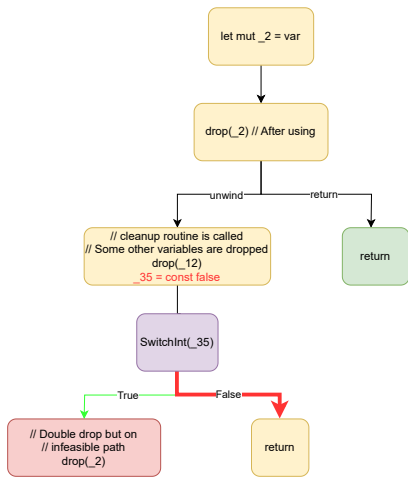 let mut _2 = var
drop(_2) // After using
unwind
return
// cleanup routine is called
// Some other variables are dropped
drop(_12)
_35 = const false
return
SwitchInt(_35)
True
False
// Double drop but on
// infeasible path
drop(_2)
return